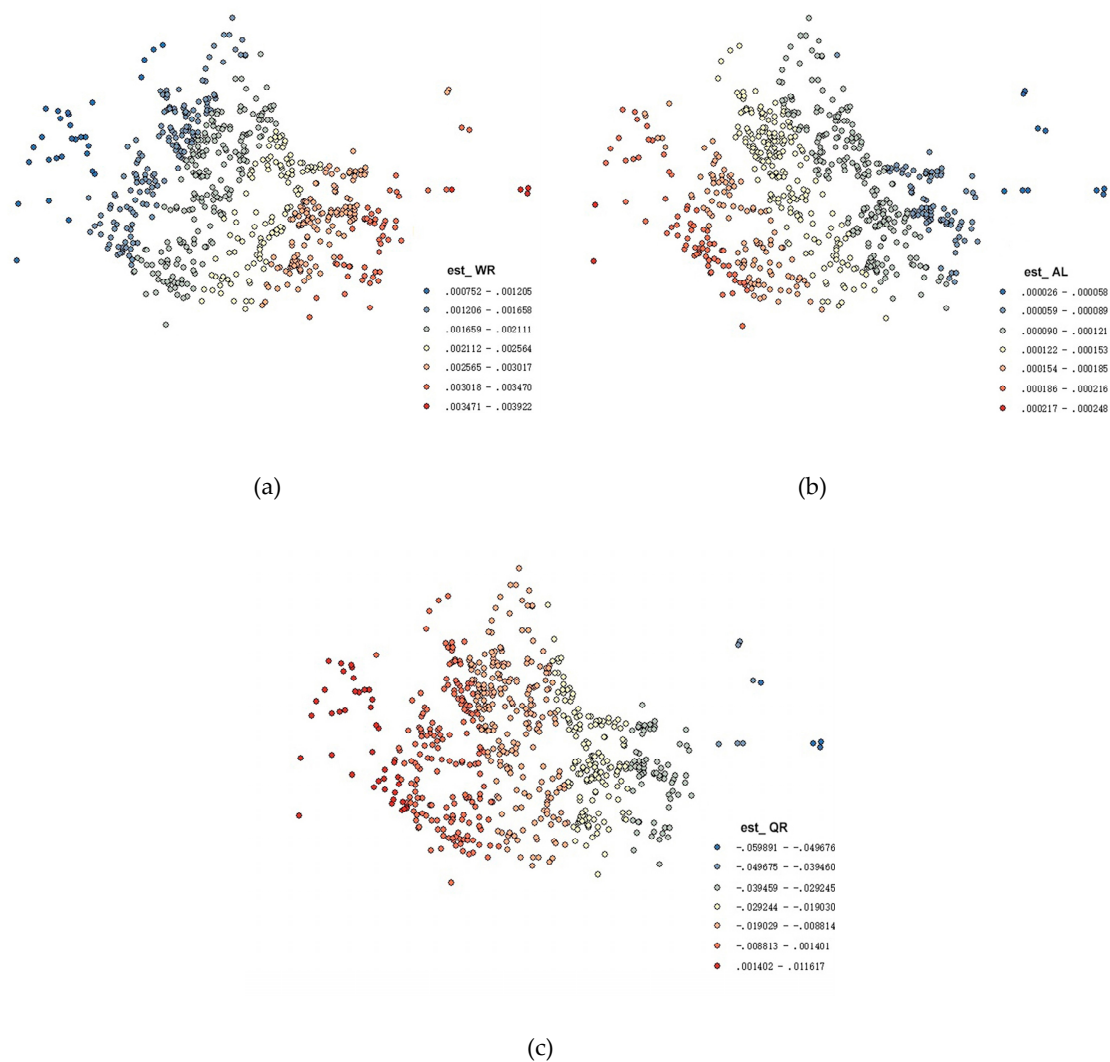 est_ WR
.000752 - .001205
.001206 - .001658
.001659 - .002111
.002112 - .002564
.002565 - .003017
.003018 - .003470
.003471 - .003922
est_ AL
.000026 - .000058
.000059 - .000089
.000090 - .000121
.000122 - .000153
.000154 - .000185
.000186 - .000216
.000217 - .000248
(a)
(b)
est_ QR
-.059891 - -.049676
-.049675 - -.039460
-.039459 - -.029245
-.029244 - -.019030
-.019029 - -.008814
-.008813 - .001401
.001402 - .011617
(c)